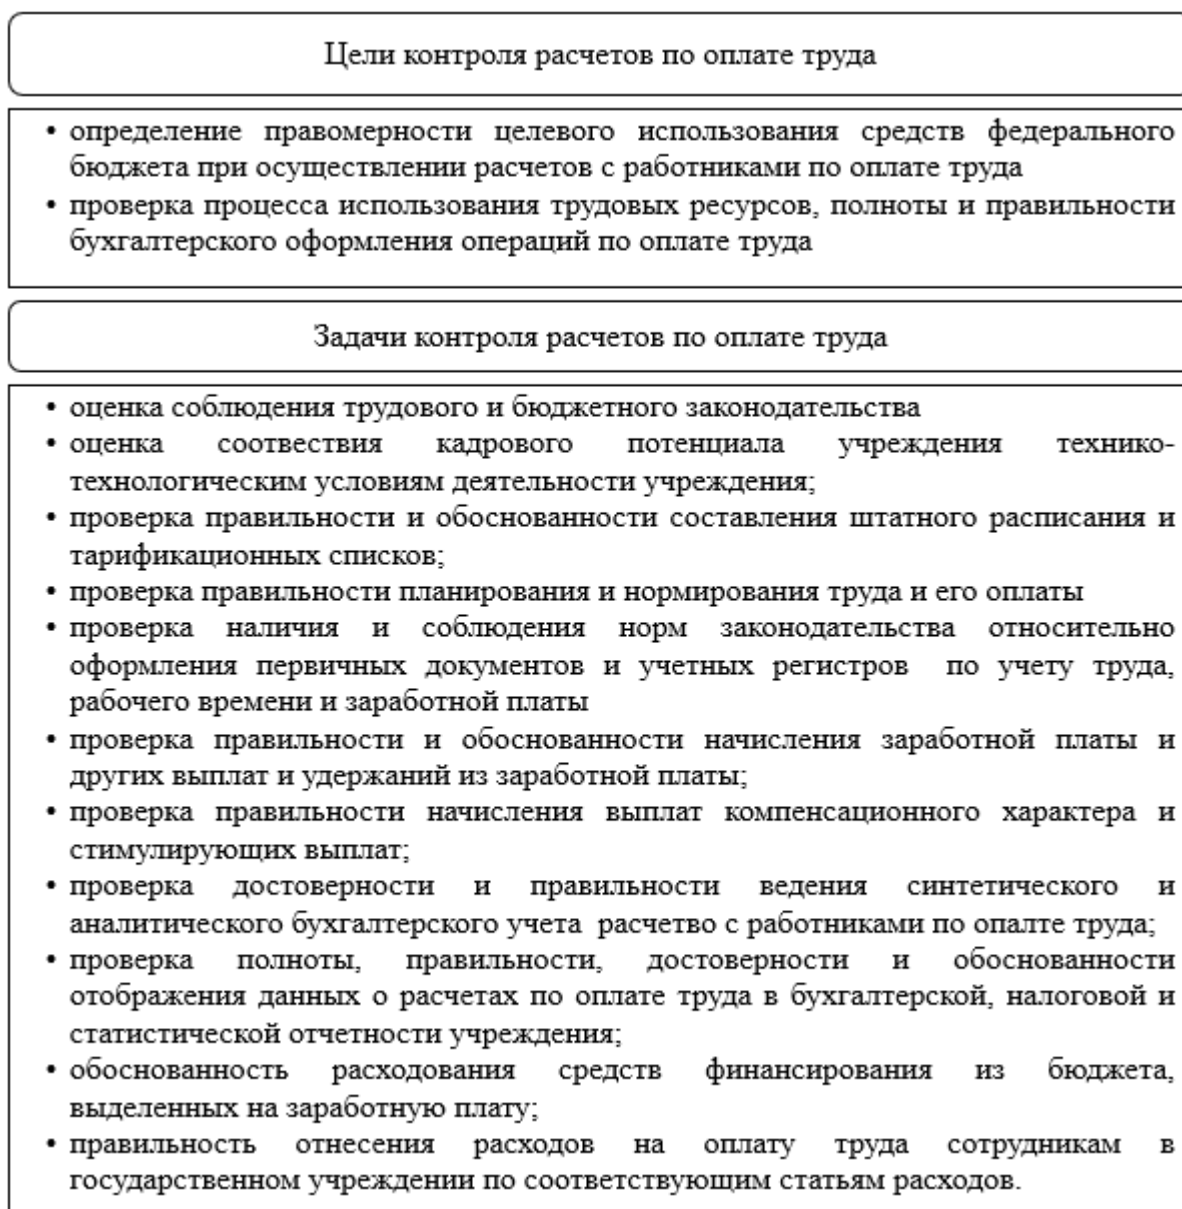 Цели контроля расчетов по оплате труда
• определение правомерности целевого использования средств федерального
бюджета при осуществлении расчетов с работниками по оплате труда
• проверка процесса использования трудовых ресурсов, полноты и правильности
бухгалтерского оформления операций по оплате труда
Задачи контроля расчетов по оплате труда
• оценка соблюдения трудового и бюджетного законодательства
• оценка соотвествия кадрового потенциала учреждения технико-
технологическим условиям деятельности учреждения;
• проверка правильности и обоснованности составления штатного расписания и
тарификационных списков;
• проверка правильности планирования и нормирования труда и его оплаты
• проверка наличия и соблюдения норм законодательства относительно
оформления первичных документов и учетных регистров по учету труда,
рабочего времени и заработной платы
• проверка правильности и обоснованности начисления заработной платы и
других выплат и удержаний из заработной платы;
• проверка правильности начисления выплат компенсационного характера и
стимулирующих выплат;
• проверка достоверности и правильности ведения синтетического и
аналитического бухгалтерского учета расчетво с работниками по опалте труда;
• проверка полноты, правильности, достоверности и обоснованности
отображения данных о расчетах по оплате труда в бухгалтерской, налоговой и
статистической отчетности учреждения;
• обоснованность расходования средств финансирования из бюджета,
выделенных на заработную плату;
• правильность отнесения расходов на оплату труда сотрудникам в
государственном учреждении по соответствующим статьям расходов.